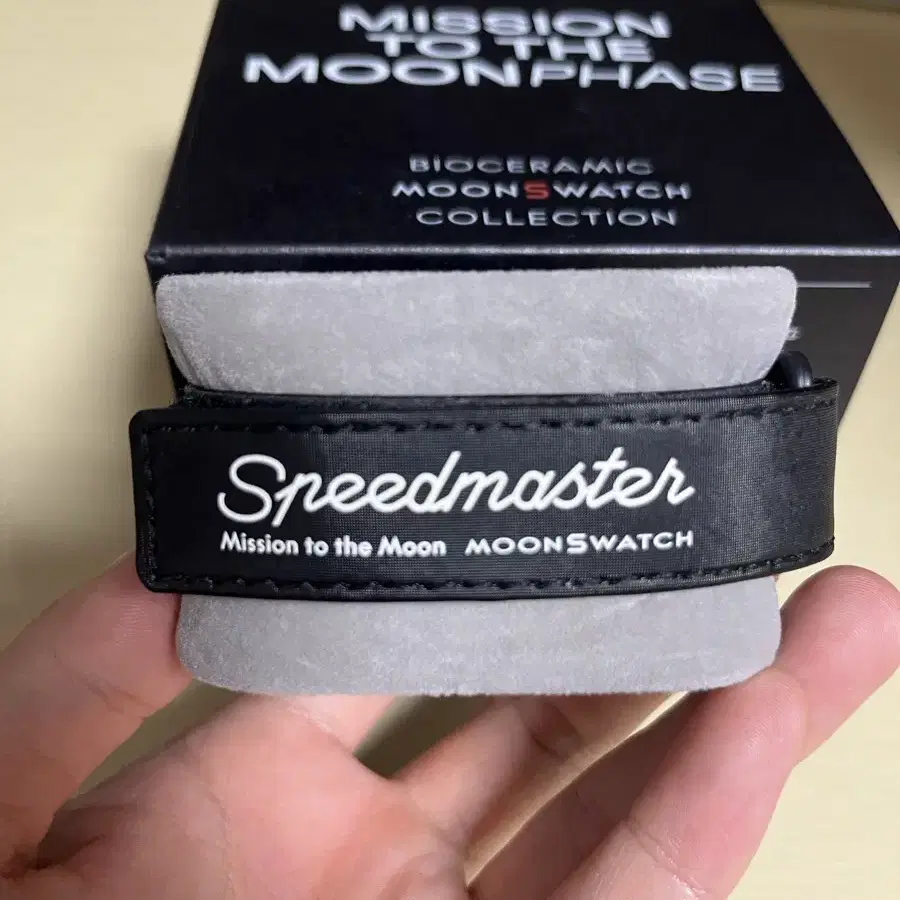 MISSION
TO THE
MOONPHASE
BIOCERAMIC
MOONSWATCH
COLLECTION
Speedmaster
Mission to the Moon MOONSWATCH